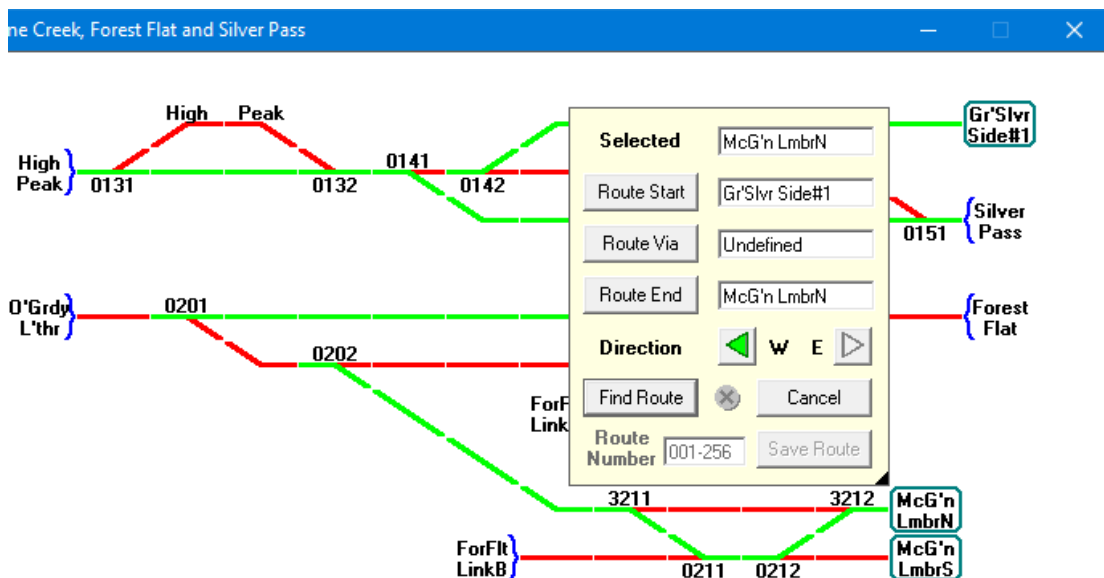 ne Creek, Forest Flat and Silver Pass
High Peak
Gr'Slvr
Side#1
High
Peak
0131
0132
0141
0142
Selected
McG'n LmbrN
Route Start
Gr'Slvr Side#1
Route Via
Undefined
Route End
McG'n LmbrN
Direction
W E
Find Route
Cancel
Route
Number
001-256
Save Route
0151
Silver
Pass
O'Grdy
L'thr
0201
0202
Forest
Flat
ForF
Link
3211
3212
McG'n
LmbrN
ForFlt
LinkB
0211
0212
McG'n
LmbrS